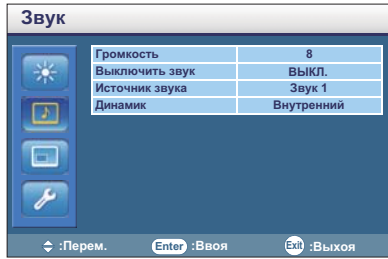 Звук
Громкость 8
Выключить звук ВЫКЛ.
Источник звука Звук 1
Динамик Внутренний
:Перем. Enter :Ввоя Exit :Выхоя